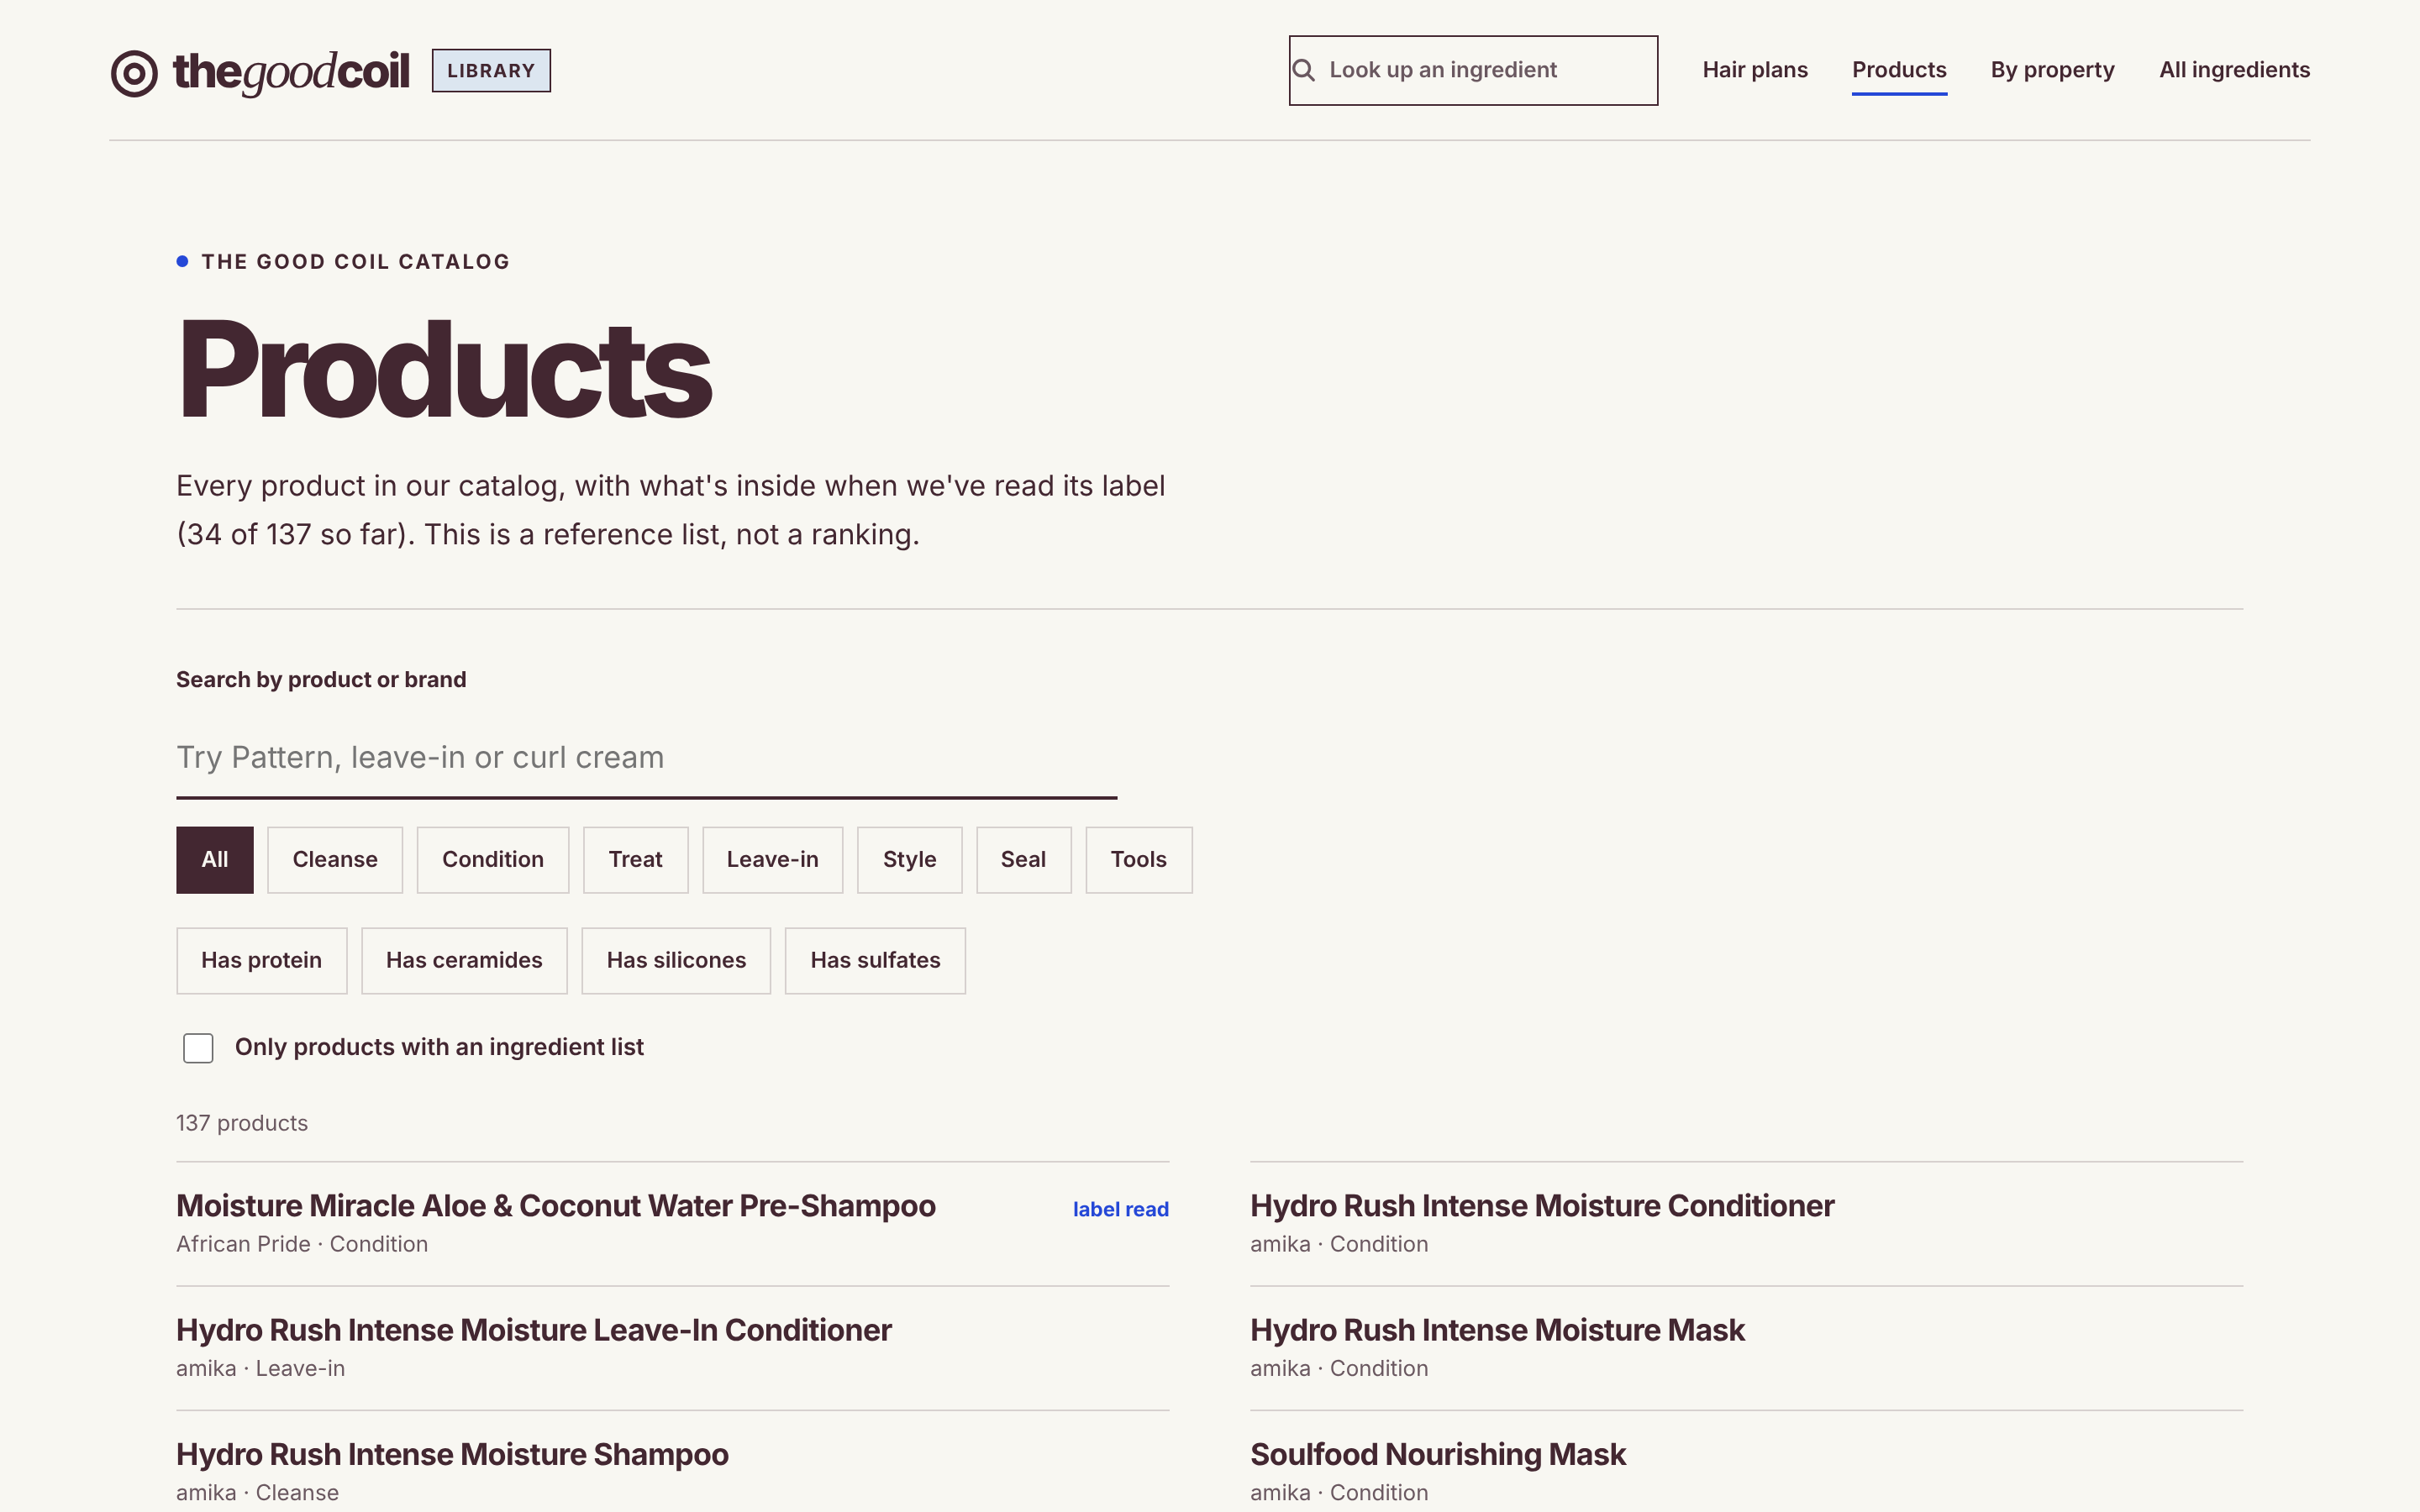 thegoodcoil LIBRARY
Look up an ingredient
Hair plans Products By property All ingredients
THE GOOD COIL CATALOG
Products
Every product in our catalog, with what's inside when we've read its label
(34 of 137 so far). This is a reference list, not a ranking.
Search by product or brand
Try Pattern, leave-in or curl cream
All Cleanse Condition Treat Leave-in Style Seal Tools
Has protein Has ceramides Has silicones Has sulfates
Only products with an ingredient list
137 products
Moisture Miracle Aloe & Coconut Water Pre-Shampoo label read
African Pride · Condition
Hydro Rush Intense Moisture Conditioner
amika · Condition
Hydro Rush Intense Moisture Leave-In Conditioner
amika · Leave-in
Hydro Rush Intense Moisture Mask
amika · Condition
Hydro Rush Intense Moisture Shampoo
amika · Cleanse
Soulfood Nourishing Mask
amika · Condition